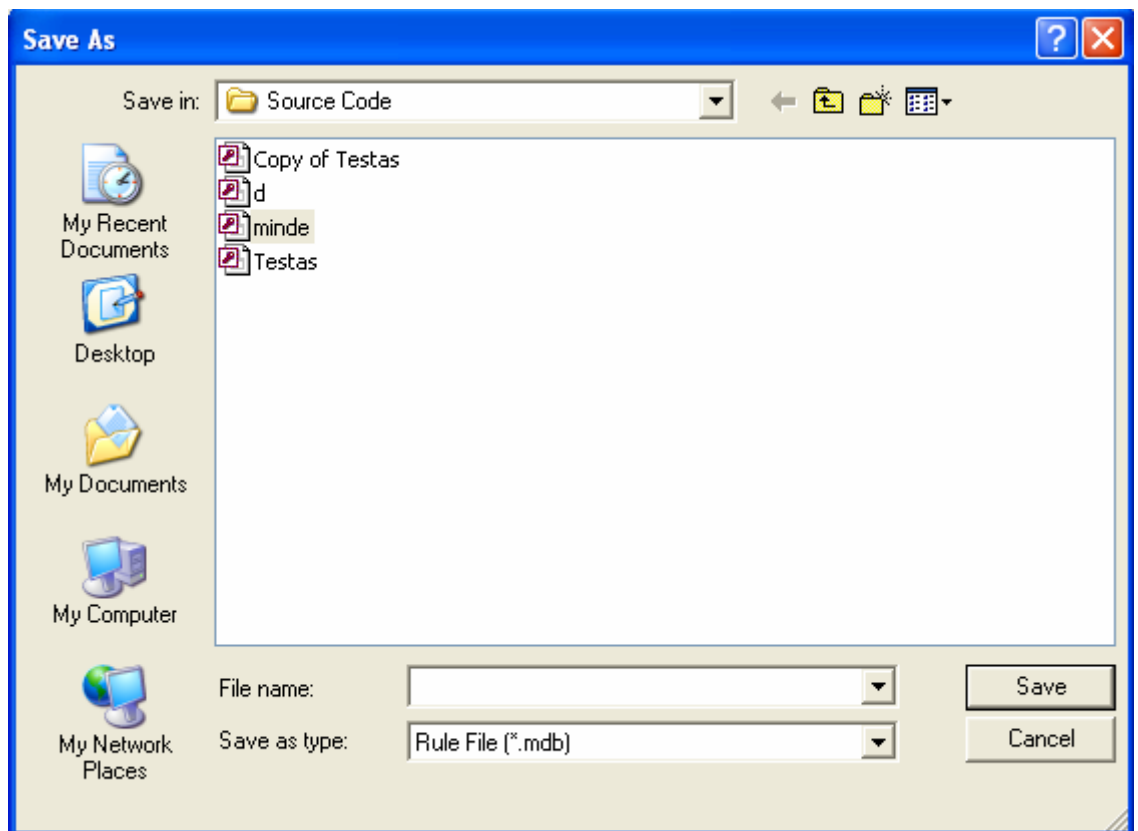 Save As
Save in:
Source Code
My Recent
Documents
Desktop
My Documents
My Computer
My Network
Places
Copy of Testas
d
minde
Testas
File name:
Save
Save as type:
Rule File (*.mdb)
Cancel